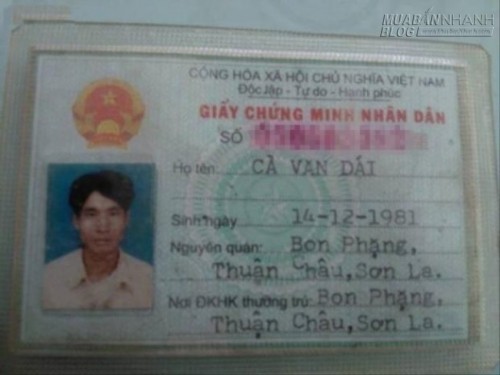 MUABANNHANH
BLOG
CỘNG HÒA XÃ HỘI CHỦ NGHĨA VIỆT NAM
Độc lập - Tự do - Hạnh phúc
GIẤY CHỨNG MINH NHÂN DÂN
SỐ
Họ tên: CÀ VAN DÁI
Sinh ngày 14-12-1981
Nguyên quán: Bon Phặng,
Thuận Châu, Sơn La.
Nơi ĐKHK thường trú: Bon Phặng,
Thuận Châu, Sơn La.